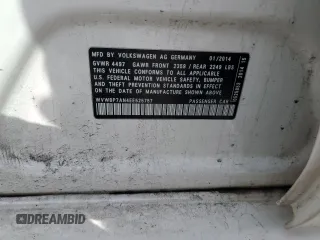 MFD BY VOLKSWAGEN AG GERMANY 01/2014
GVWR 4497 GAWR FRONT 2309 / REAR 2249 LBS
THIS VEHICLE CONFORMS TO ALL APPLICABLE
U.S. FEDERAL MOTOR VEHICLE SAFETY, BUMPER
AND THEFT PREVENTION STANDARDS IN EFFECT ON
THE DATE OF MANUFACTURE SHOWN ABOVE
PASSENGER CAR
© DREAMBID